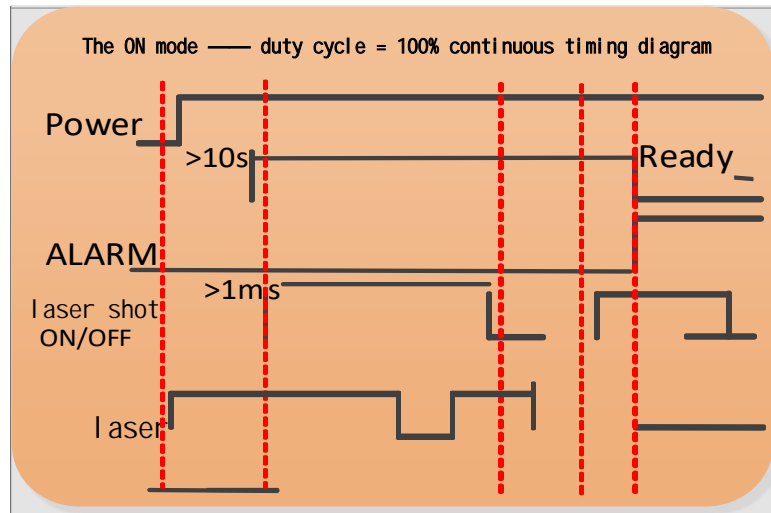 The ON mode —— duty cycle = 100% continuous timing diagram
Power
>10s
Ready
ALARM
>1ms
laser shot
ON/OFF
laser